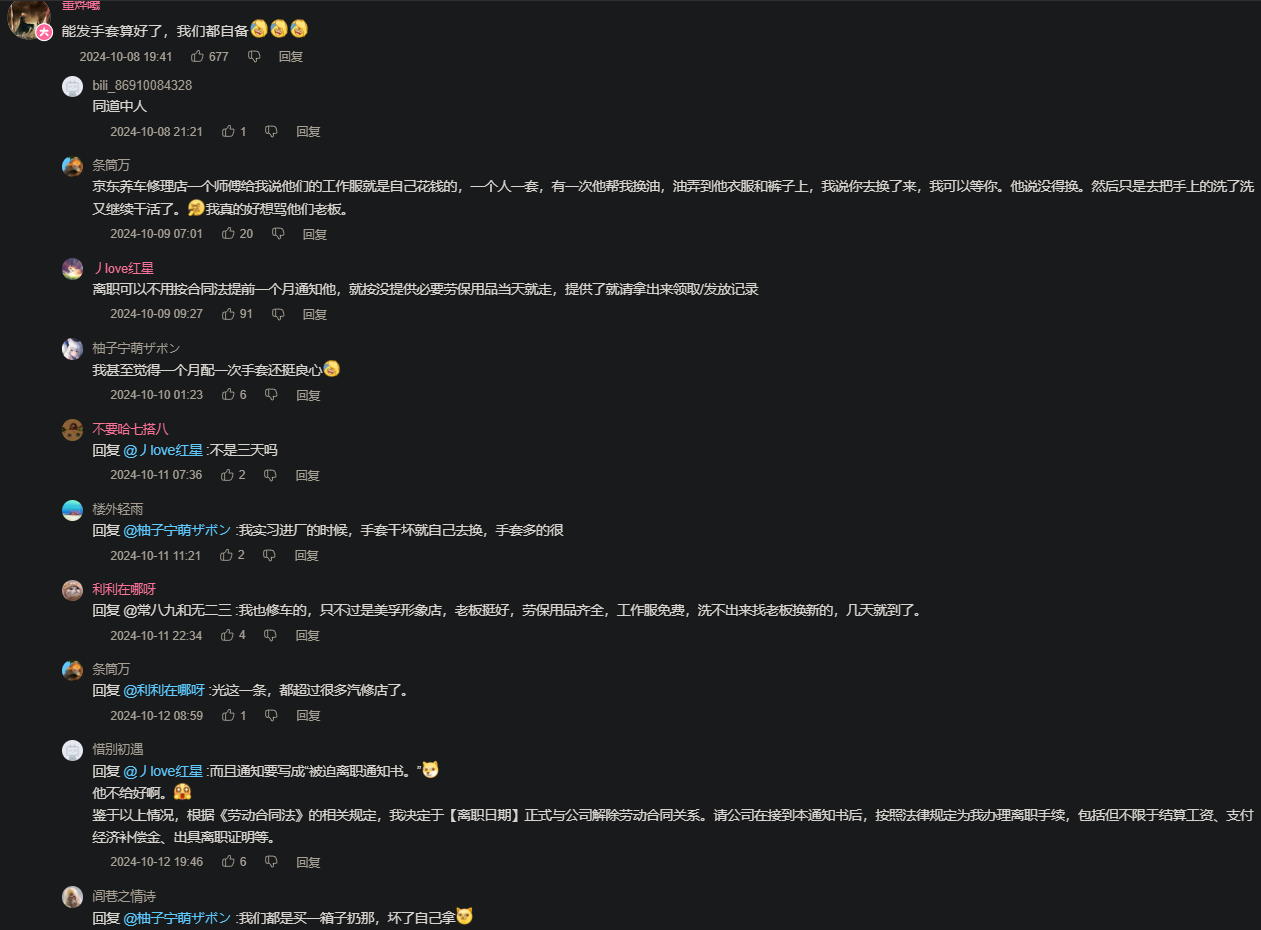 董烨曦
能发手套算好了，我们都自备
2024-10-08 19:41 677 回复
bili_86910084328
同道中人
2024-10-08 21:21 1 回复
条筒万
京东养车修理店一个师傅给我说他们的工作服就是自己花钱的，一个人一套，有一次他帮我换油，油弄到他衣服和裤子上，我说你去换了来，我可以等你。他说没得换。然后只是去把手上的洗了洗
又继续干活了。我真的好想骂他们老板。
2024-10-09 07:01 20 回复
丿love红星
离职可以不用按合同法提前一个月通知他，就按没提供必要劳保用品当天就走，提供了就请拿出来领取/发放记录
2024-10-09 09:27 91 回复
柚子宁萌ザボン
我甚至觉得一个月配一次手套还挺良心
2024-10-10 01:23 6 回复
不要哈七搭八
回复 @丿love红星 :不是三天吗
2024-10-11 07:36 2 回复
楼外轻雨
回复 @柚子宁萌ザボン :我实习进厂的时候，手套干坏就自己去换，手套多的很
2024-10-11 11:21 2 回复
利利在哪呀
回复 @常八九和无二三 :我也修车的，只不过是美孚形象店，老板挺好，劳保用品齐全，工作服免费，洗不出来找老板换新的，几天就到了。
2024-10-11 22:34 4 回复
条筒万
回复 @利利在哪呀 :光这一条，都超过很多汽修店了。
2024-10-12 08:59 1 回复
惜别初遇
回复 @丿love红星 :而且通知要写成“被迫离职通知书。”
他不给好啊。
鉴于以上情况，根据《劳动合同法》的相关规定，我决定于【离职日期】正式与公司解除劳动合同关系。请公司在接到本通知书后，按照法律规定为我办理离职手续，包括但不限于结算工资、支付
经济补偿金、出具离职证明等。
2024-10-12 19:46 6 回复
闾巷之情诗
回复 @柚子宁萌ザボン :我们都是买一箱子扔那，坏了自己拿